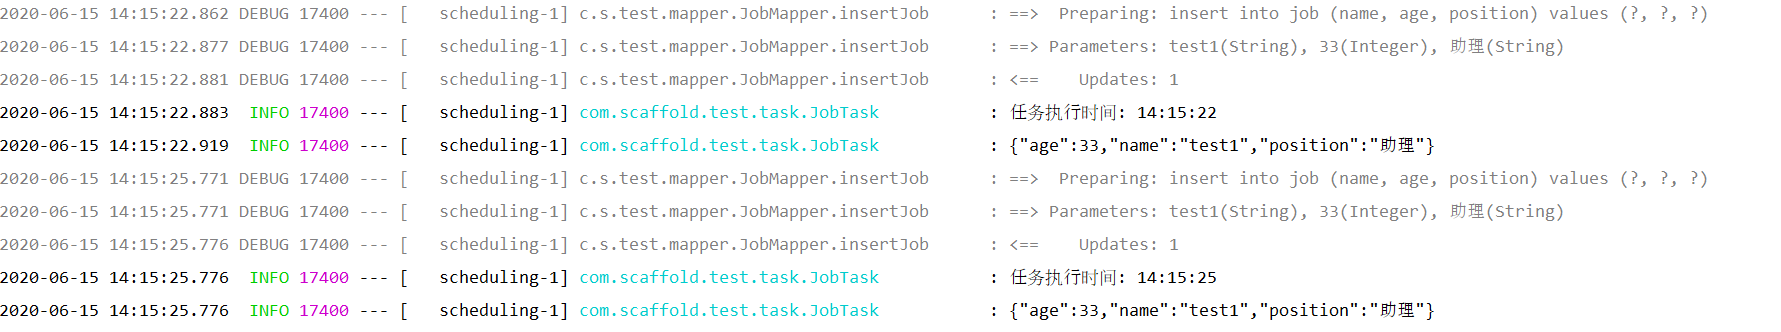 2020-06-15 14:15:22.862 DEBUG 17400 --- [   scheduling-1] c.s.test.mapper.JobMapper.insertJob      : ==>  Preparing: insert into job (name, age, position) values (?, ?, ?)
2020-06-15 14:15:22.877 DEBUG 17400 --- [   scheduling-1] c.s.test.mapper.JobMapper.insertJob      : ==> Parameters: test1(String), 33(Integer), 助理(String)
2020-06-15 14:15:22.881 DEBUG 17400 --- [   scheduling-1] c.s.test.mapper.JobMapper.insertJob      : <==    Updates: 1
2020-06-15 14:15:22.883  INFO 17400 --- [   scheduling-1] com.scaffold.test.task.JobTask           : 任务执行时间: 14:15:22
2020-06-15 14:15:22.919  INFO 17400 --- [   scheduling-1] com.scaffold.test.task.JobTask           : {"age":33,"name":"test1","position":"助理"}
2020-06-15 14:15:25.771 DEBUG 17400 --- [   scheduling-1] c.s.test.mapper.JobMapper.insertJob      : ==>  Preparing: insert into job (name, age, position) values (?, ?, ?)
2020-06-15 14:15:25.771 DEBUG 17400 --- [   scheduling-1] c.s.test.mapper.JobMapper.insertJob      : ==> Parameters: test1(String), 33(Integer), 助理(String)
2020-06-15 14:15:25.776 DEBUG 17400 --- [   scheduling-1] c.s.test.mapper.JobMapper.insertJob      : <==    Updates: 1
2020-06-15 14:15:25.776  INFO 17400 --- [   scheduling-1] com.scaffold.test.task.JobTask           : 任务执行时间: 14:15:25
2020-06-15 14:15:25.776  INFO 17400 --- [   scheduling-1] com.scaffold.test.task.JobTask           : {"age":33,"name":"test1","position":"助理"}